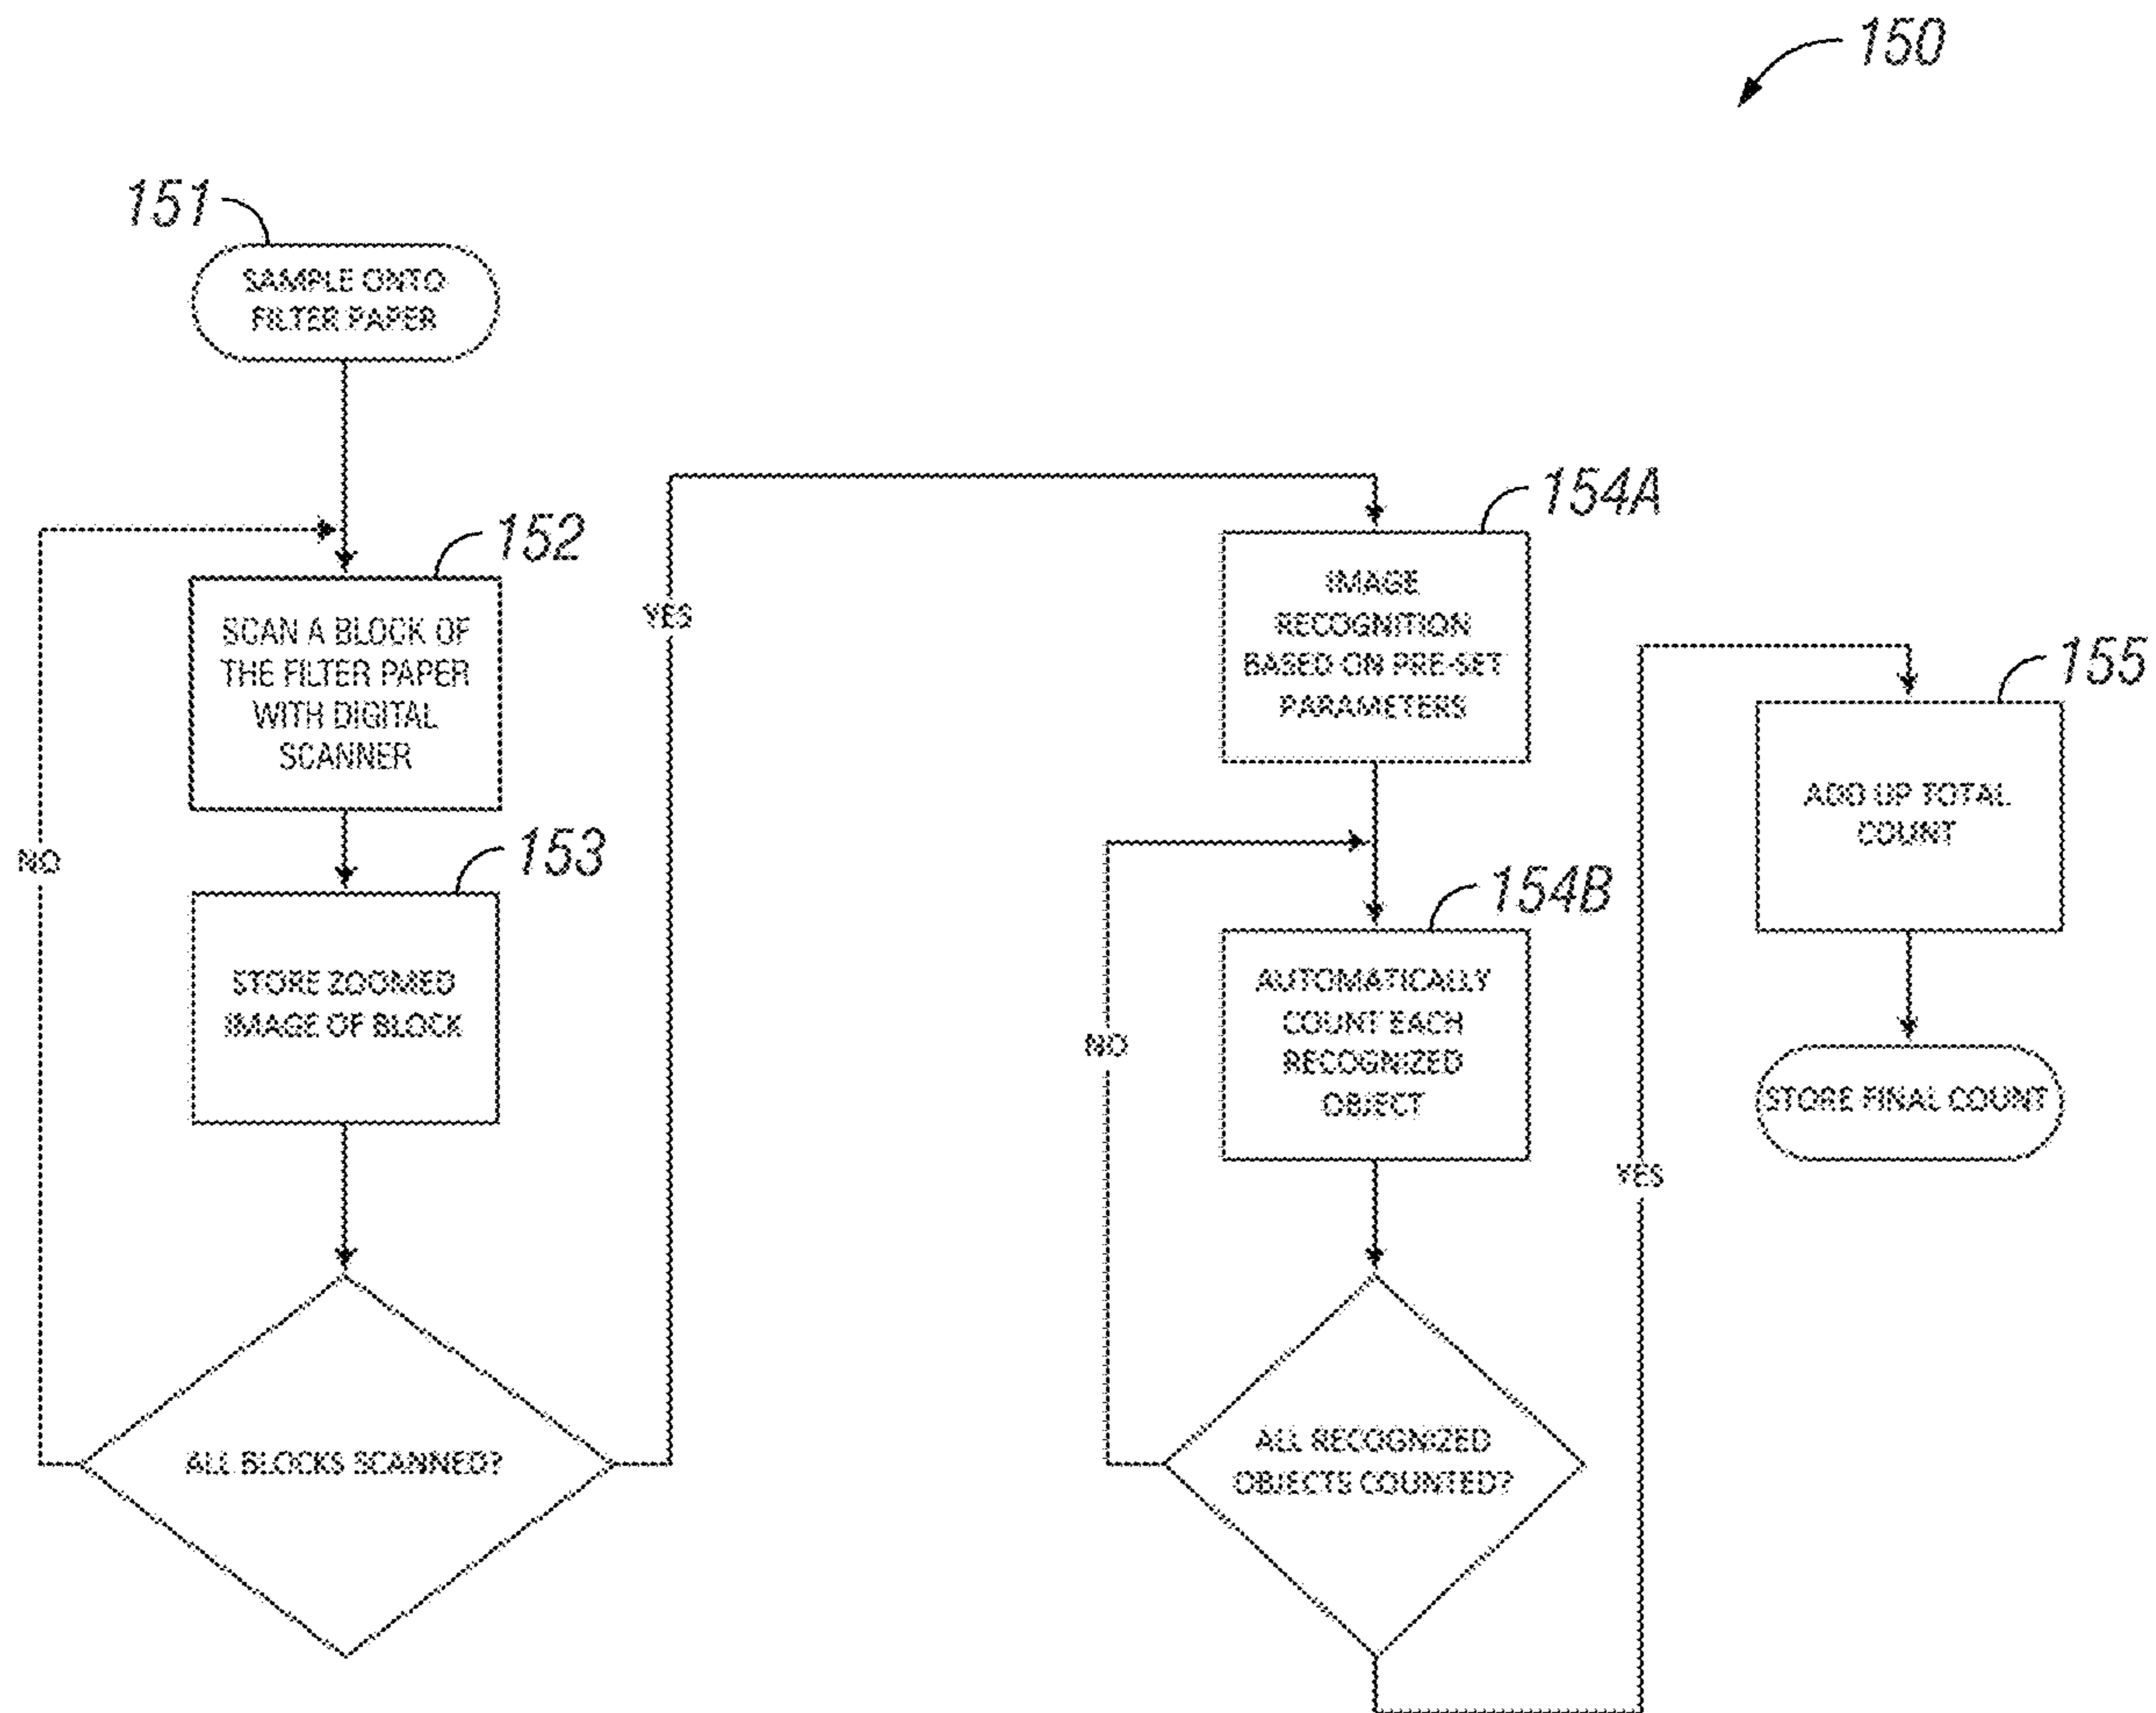 150
151
SAMPLE ONTO
FILTER PAPER
152
SCAN A BLOCK OF
THE FILTER PAPER
WITH DIGITAL
SCANNER
NO
153
STORE ZOOMED
IMAGE OF BLOCK
ALL BLOCKS SCANNED?
YES
154A
IMAGE
RECOGNITION
BASED ON PRE-SET
PARAMETERS
154B
AUTOMATICALLY
COUNT EACH
RECOGNIZED
OBJECT
NO
ALL RECOGNIZED
OBJECTS COUNTED?
YES
155
ADD UP TOTAL
COUNT
STORE FINAL COUNT